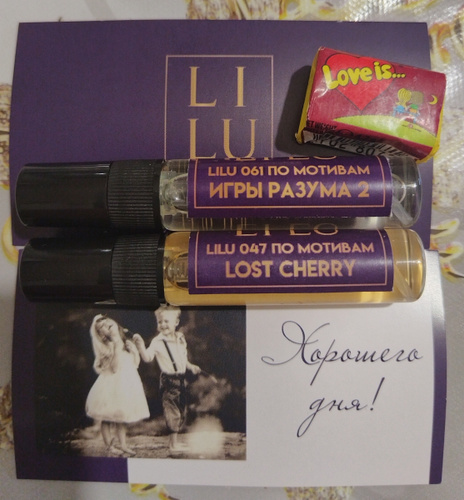 LI
LU
Love is...
LILU 061 ПО МОТИВАМ
ИГРЫ РАЗУМА 2
LILU 047 ПО МОТИВАМ
LOST CHERRY
Хорошего
дня!